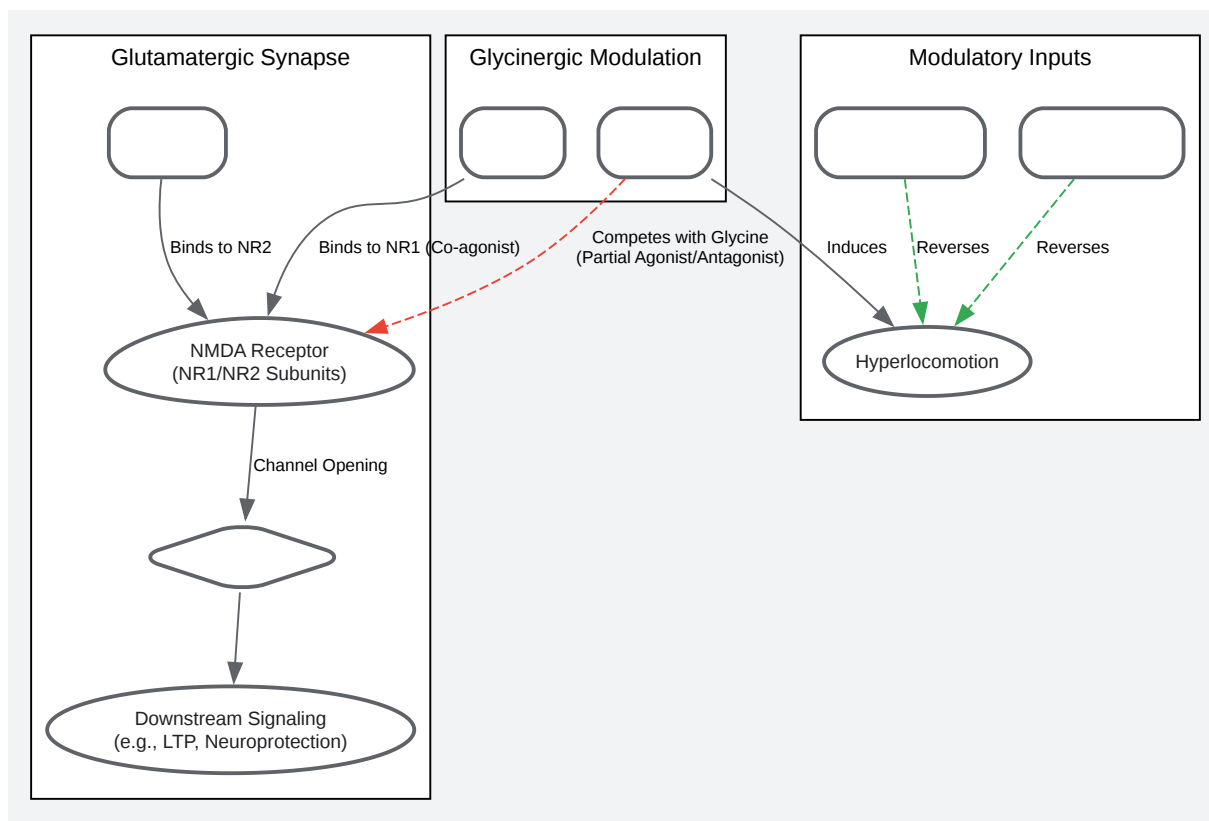 Glutamatergic Synapse
Glycinergic Modulation
Modulatory Inputs
Binds to NR2
Binds to NR1 (Co-agonist)
Competes with Glycine
(Partial Agonist/Antagonist)
Induces
Reverses
Reverses
NMDA Receptor
(NR1/NR2 Subunits)
Hyperlocomotion
Channel Opening
Downstream Signaling
(e.g., LTP, Neuroprotection)